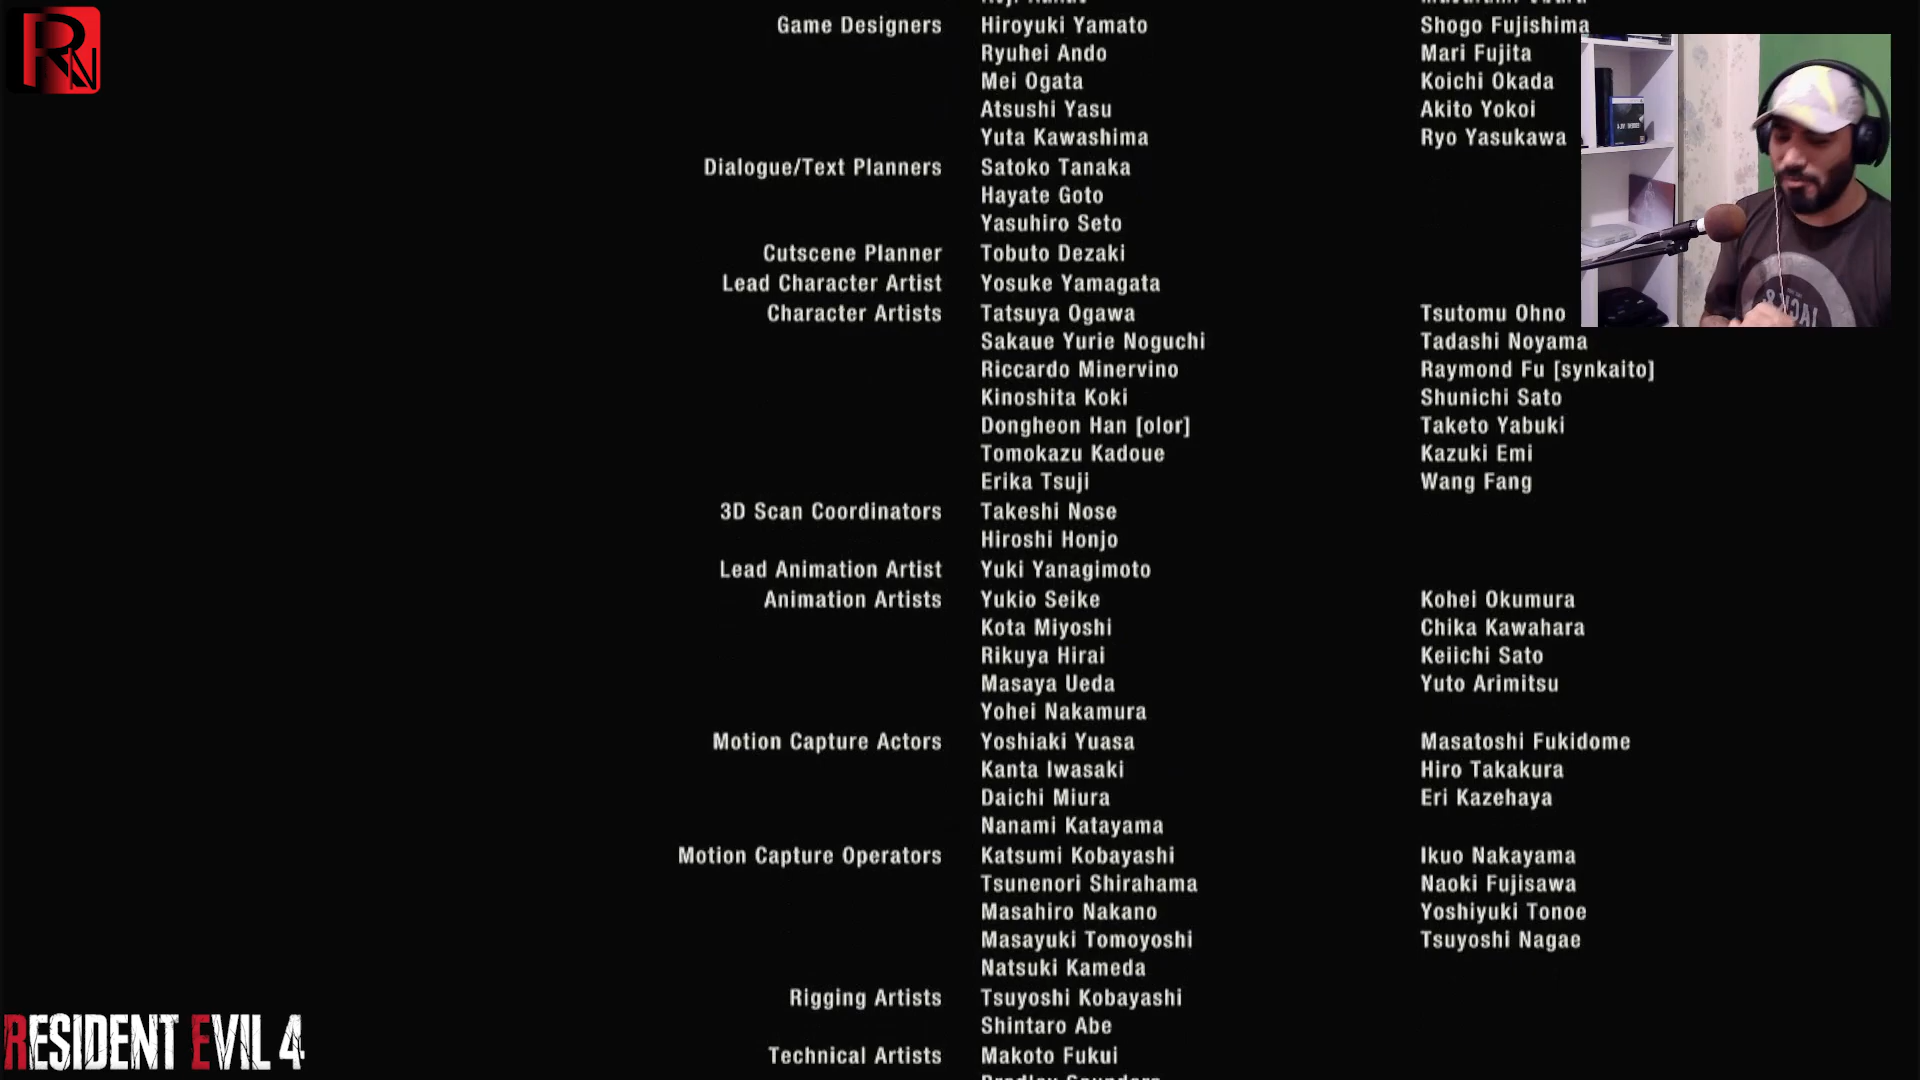 RN
Game Designers Hiroyuki Yamato Shogo Fujishima
Ryuhei Ando Mari Fujita
Mei Ogata Koichi Okada
Atsushi Yasu Akito Yokoi
Yuta Kawashima Ryo Yasukawa
Dialogue/Text Planners Satoko Tanaka
Hayate Goto
Yasuhiro Seto
Cutscene Planner Tobuto Dezaki
Lead Character Artist Yosuke Yamagata
Character Artists Tatsuya Ogawa Tsutomu Ohno
Sakaue Yurie Noguchi Tadashi Noyama
Riccardo Minervino Raymond Fu [synkaito]
Kinoshita Koki Shunichi Sato
Dongheon Han [olor] Taketo Yabuki
Tomokazu Kadoue Kazuki Emi
Erika Tsuji Wang Fang
3D Scan Coordinators Takeshi Nose
Hiroshi Honjo
Lead Animation Artist Yuki Yanagimoto
Animation Artists Yukio Seike Kohei Okumura
Kota Miyoshi Chika Kawahara
Rikuya Hirai Keiichi Sato
Masaya Ueda Yuto Arimitsu
Yohei Nakamura
Motion Capture Actors Yoshiaki Yuasa Masatoshi Fukidome
Kanta Iwasaki Hiro Takakura
Daichi Miura Eri Kazehaya
Nanami Katayama
Motion Capture Operators Katsumi Kobayashi Ikuo Nakayama
Tsunenori Shirahama Naoki Fujisawa
Masahiro Nakano Yoshiyuki Tonoe
Masayuki Tomoyoshi Tsuyoshi Nagae
Natsuki Kameda
Rigging Artists Tsuyoshi Kobayashi
Shintaro Abe
Technical Artists Makoto Fukui
RESIDENT EVIL 4